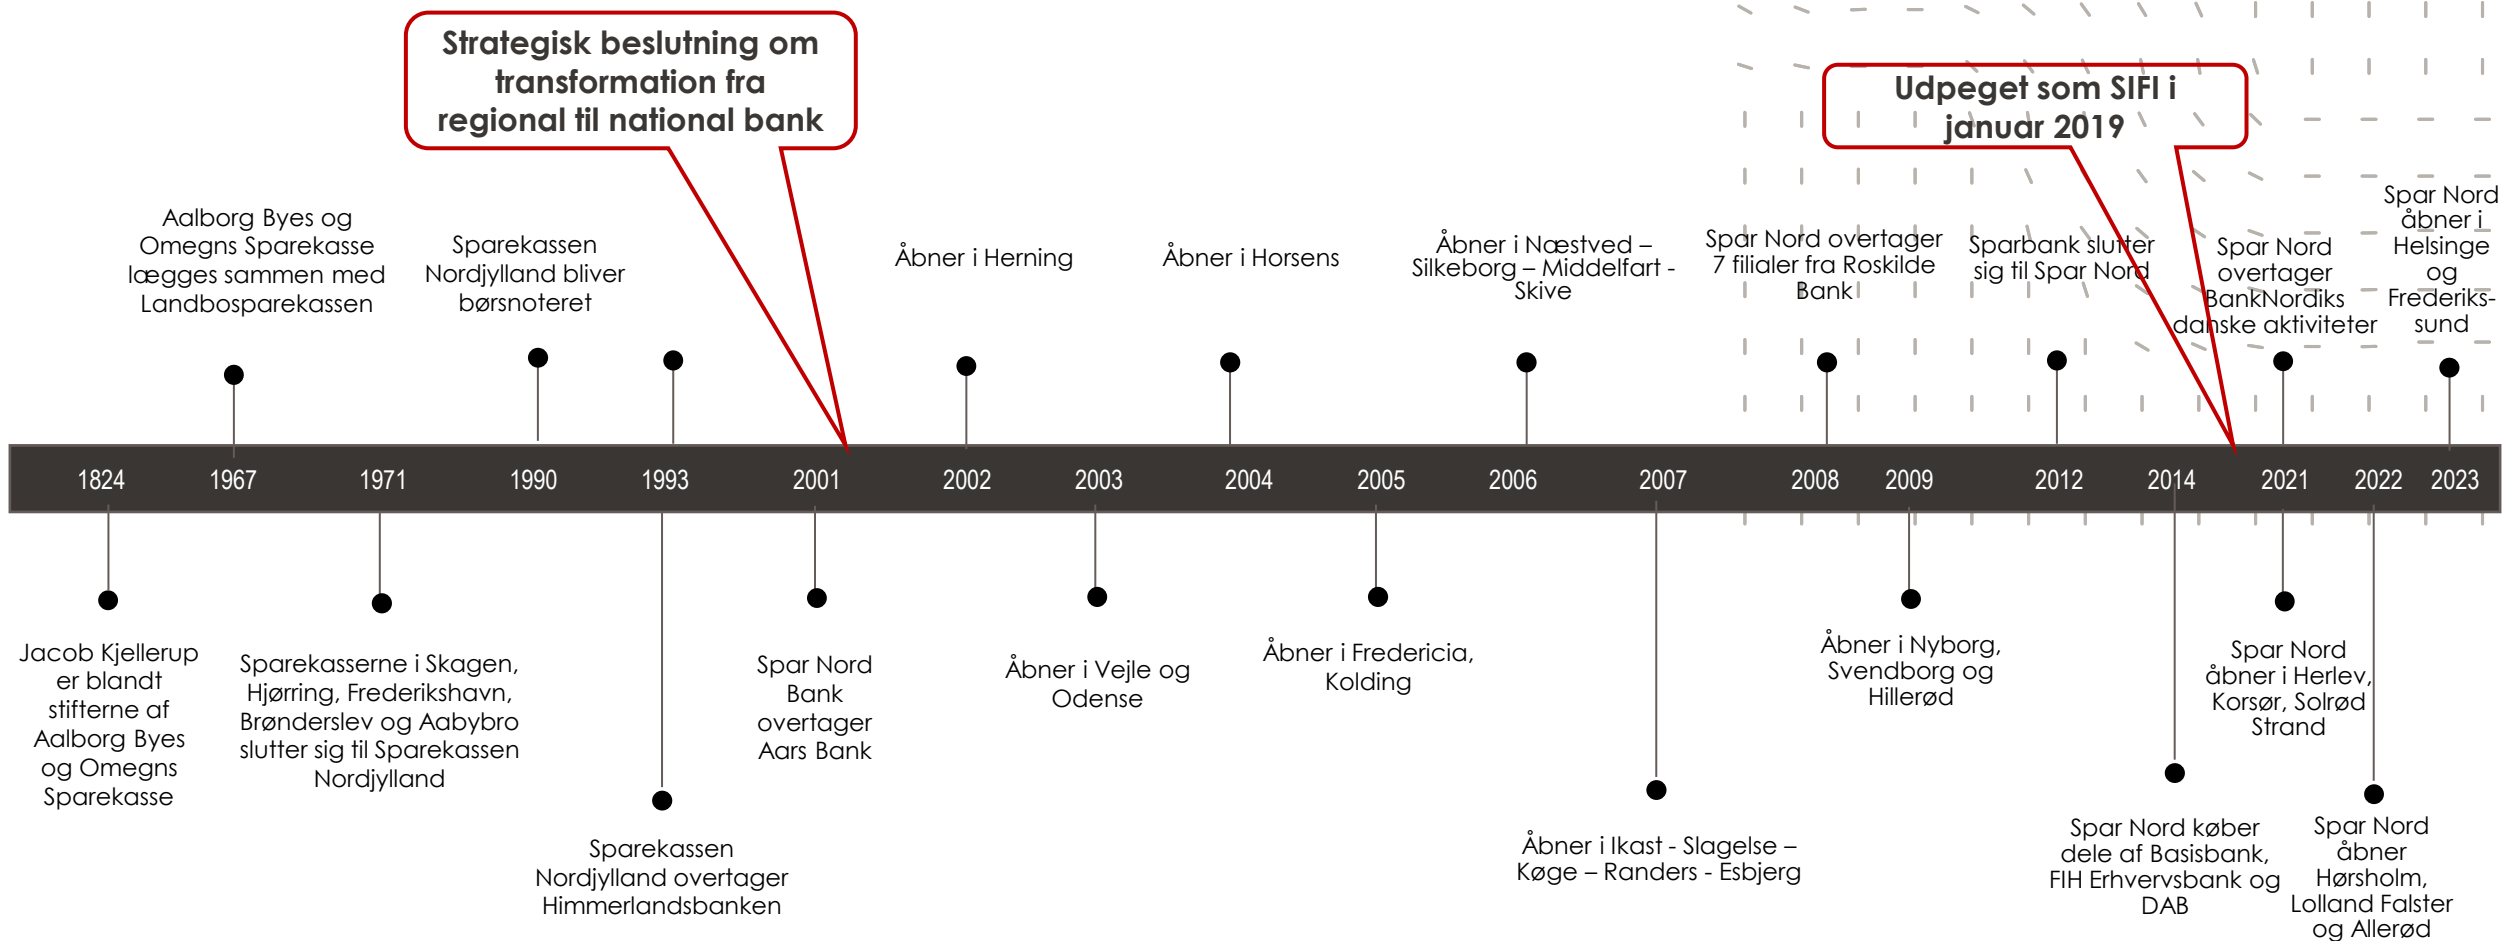 Strategisk beslutning om
transformation fra
regional til national bank
Udpeget som SIFI i
januar 2019
Aalborg Byes og
Omegns Sparekasse
lægges sammen med
Landbosparekassen
Sparekassen
Nordjylland bliver
børsnoteret
Åbner i Herning
Åbner i Horsens
Åbner i Næstved –
Silkeborg – Middelfart -
Skive
Spar Nord overtager
7 filialer fra Roskilde
Bank
Sparbank slutter
sig til Spar Nord
Spar Nord
overtager
BankNordiks
danske aktiviteter
Spar Nord
åbner i
Helsinge
og
Frederiks-
sund
1824 1967 1971 1990 1993 2001 2002 2003 2004 2005 2006 2007 2008 2009 2012 2014 2021 2022 2023
Jacob Kjellerup
er blandt
stifterne af
Aalborg Byes
og Omegns
Sparekasse
Sparekasserne i Skagen,
Hjørring, Frederikshavn,
Brønderslev og Aabybro
slutter sig til Sparekassen
Nordjylland
Sparekassen
Nordjylland overtager
Himmerlandsbanken
Spar Nord
Bank
overtager
Aars Bank
Åbner i Vejle og
Odense
Åbner i Fredericia,
Kolding
Åbner i Ikast - Slagelse –
Køge – Randers - Esbjerg
Åbner i Nyborg,
Svendborg og
Hillerød
Spar Nord køber
dele af Basisbank,
FIH Erhvervsbank og
DAB
Spar Nord
åbner i Herlev,
Korsør, Solrød
Strand
Spar Nord
åbner
Hørsholm,
Lolland Falster
og Allerød